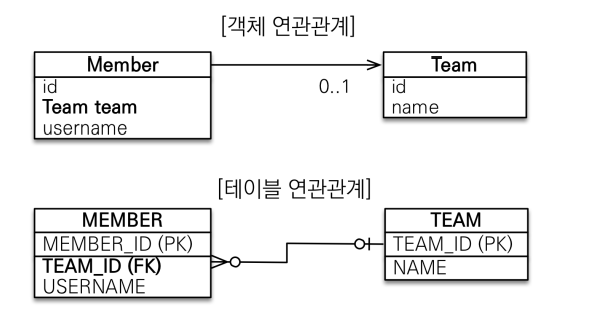 [객체 연관관계]
Member
id
Team team
username
0..1
Team
id
name
[테이블 연관관계]
MEMBER
MEMBER_ID (PK)
TEAM_ID (FK)
USERNAME
TEAM
TEAM_ID (PK)
NAME